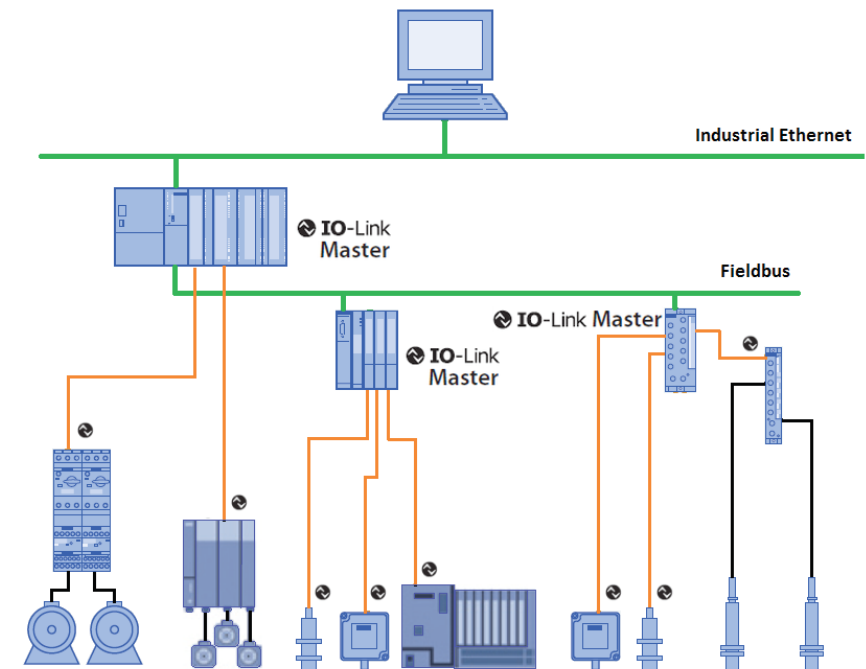 Industrial Ethernet
IO-Link
Master
Fieldbus
IO-Link Master
IO-Link
Master